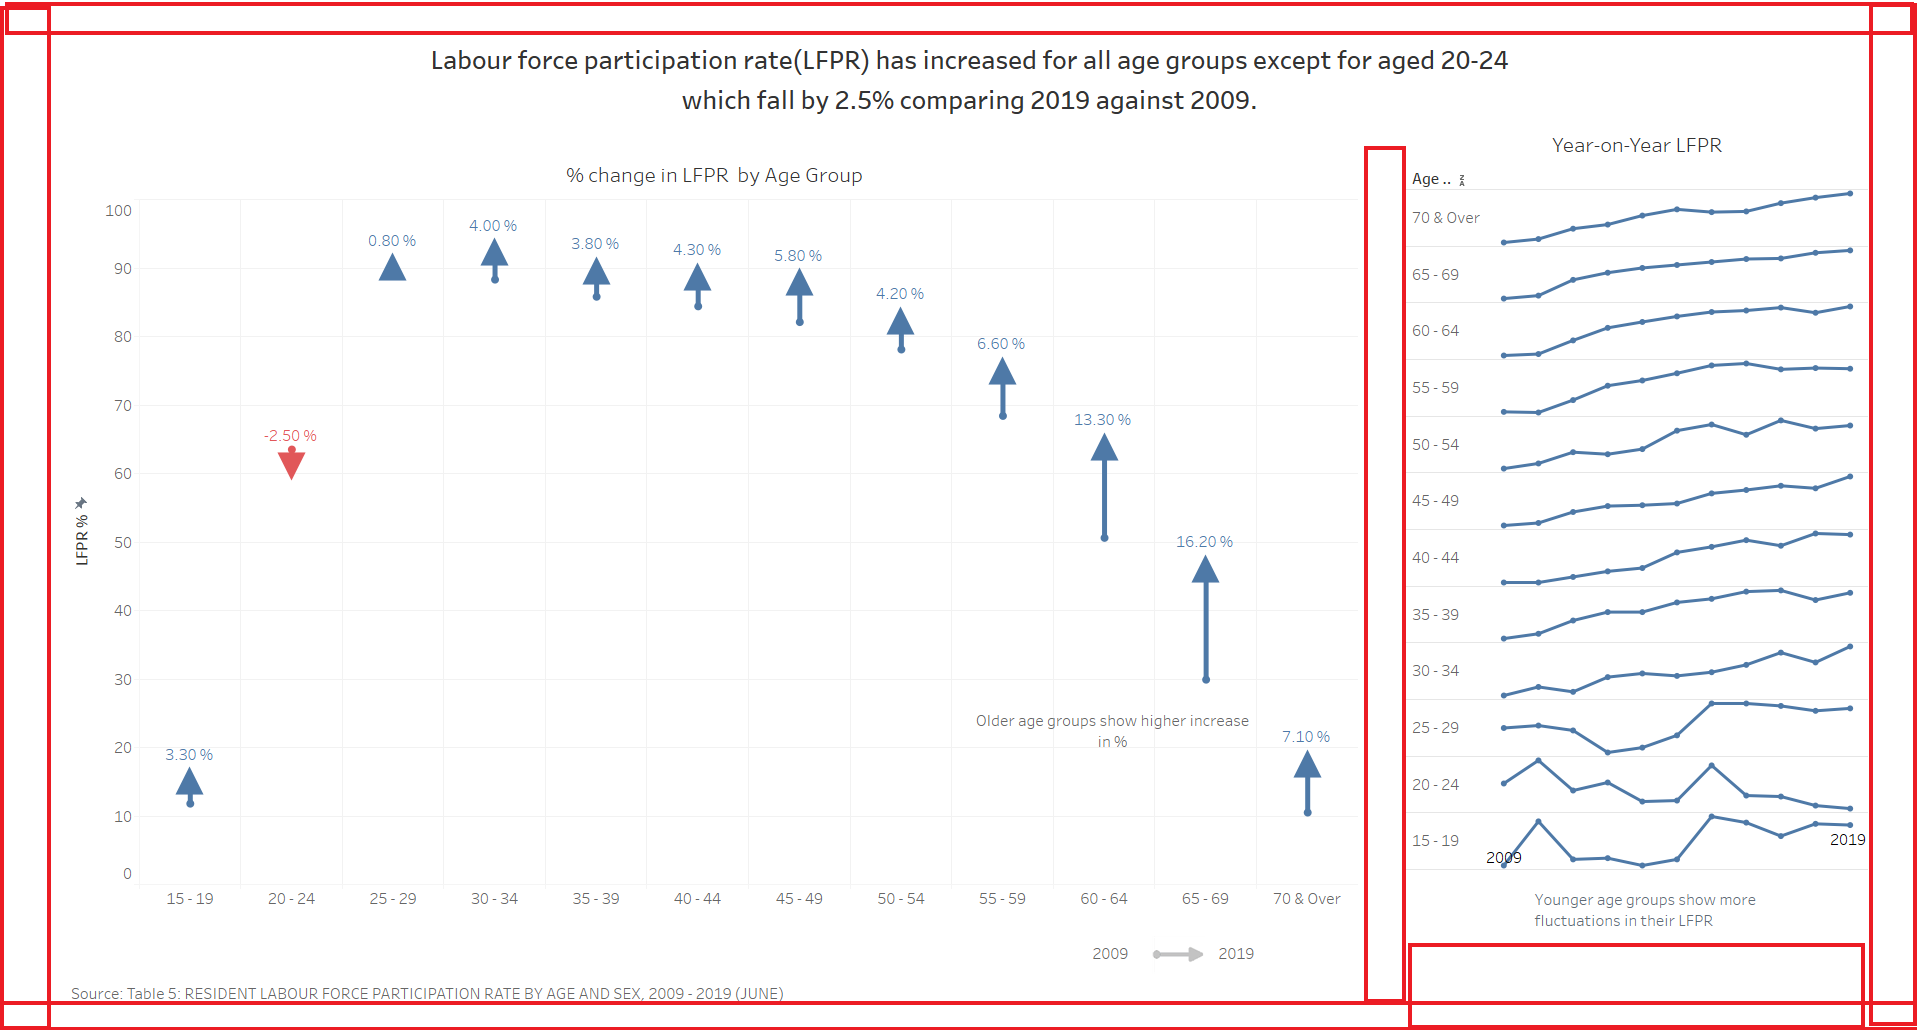 Labour force participation rate(LFPR) has increased for all age groups except for aged 20-24
which fall by 2.5% comparing 2019 against 2009.
% change in LFPR by Age Group
LFPR %
100
90
80
70
60
50
40
30
20
10
0
3.30 %
-2.50 %
0.80 %
4.00 %
3.80 %
4.30 %
5.80 %
4.20 %
6.60 %
13.30 %
16.20 %
7.10 %
Older age groups show higher increase
in %
15 - 19
20 - 24
25 - 29
30 - 34
35 - 39
40 - 44
45 - 49
50 - 54
55 - 59
60 - 64
65 - 69
70 & Over
2009
2019
Source: Table 5: RESIDENT LABOUR FORCE PARTICIPATION RATE BY AGE AND SEX, 2009 - 2019 (JUNE)
Year-on-Year LFPR
Age ..
70 & Over
65 - 69
60 - 64
55 - 59
50 - 54
45 - 49
40 - 44
35 - 39
30 - 34
25 - 29
20 - 24
15 - 19
2009
2019
Younger age groups show more
fluctuations in their LFPR